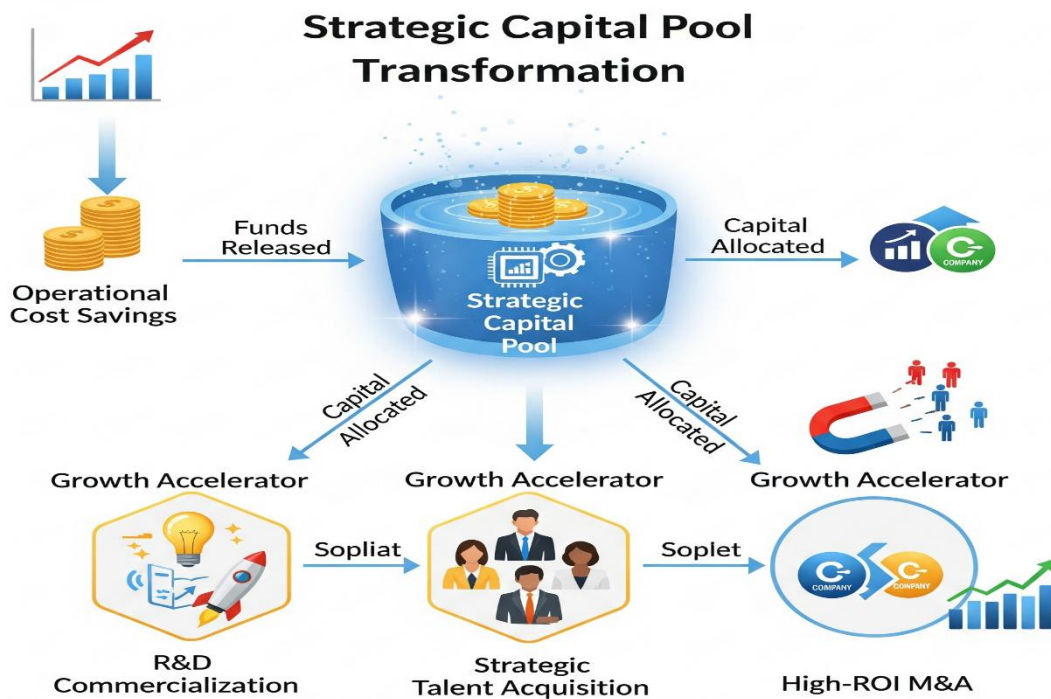 Strategic Capital Pool
Transformation
Funds
Released
Capital
Allocated
COMPANY
Operational
Cost Savings
Strategic
Capital
Pool
Capital
Allocated
Capital
Allocated
Growth Accelerator
Growth Accelerator
Growth Accelerator
Sopliat
Soplet
COMPANY
COMPANY
R&D
Commercialization
Strategic
Talent Acquisition
High-ROI M&A